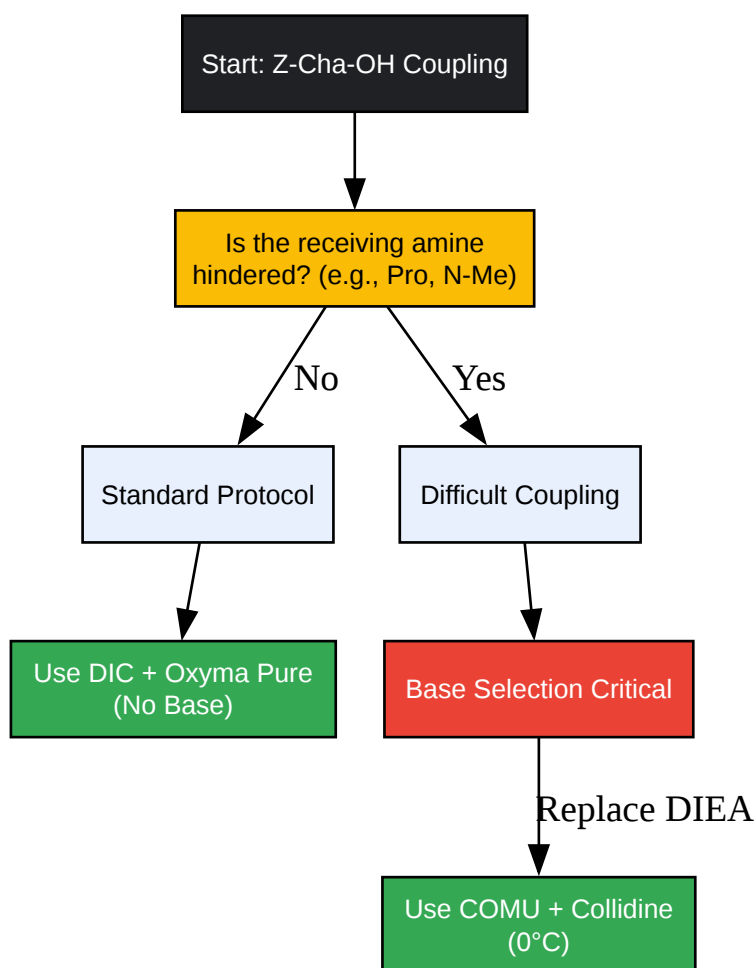 Start: Z-Cha-OH Coupling
Is the receiving amine
hindered? (e.g., Pro, N-Me)
No
Yes
Standard Protocol
Difficult Coupling
Use DIC + Oxyma Pure
(No Base)
Base Selection Critical
Replace DIEA
Use COMU + Collidine
(0°C)